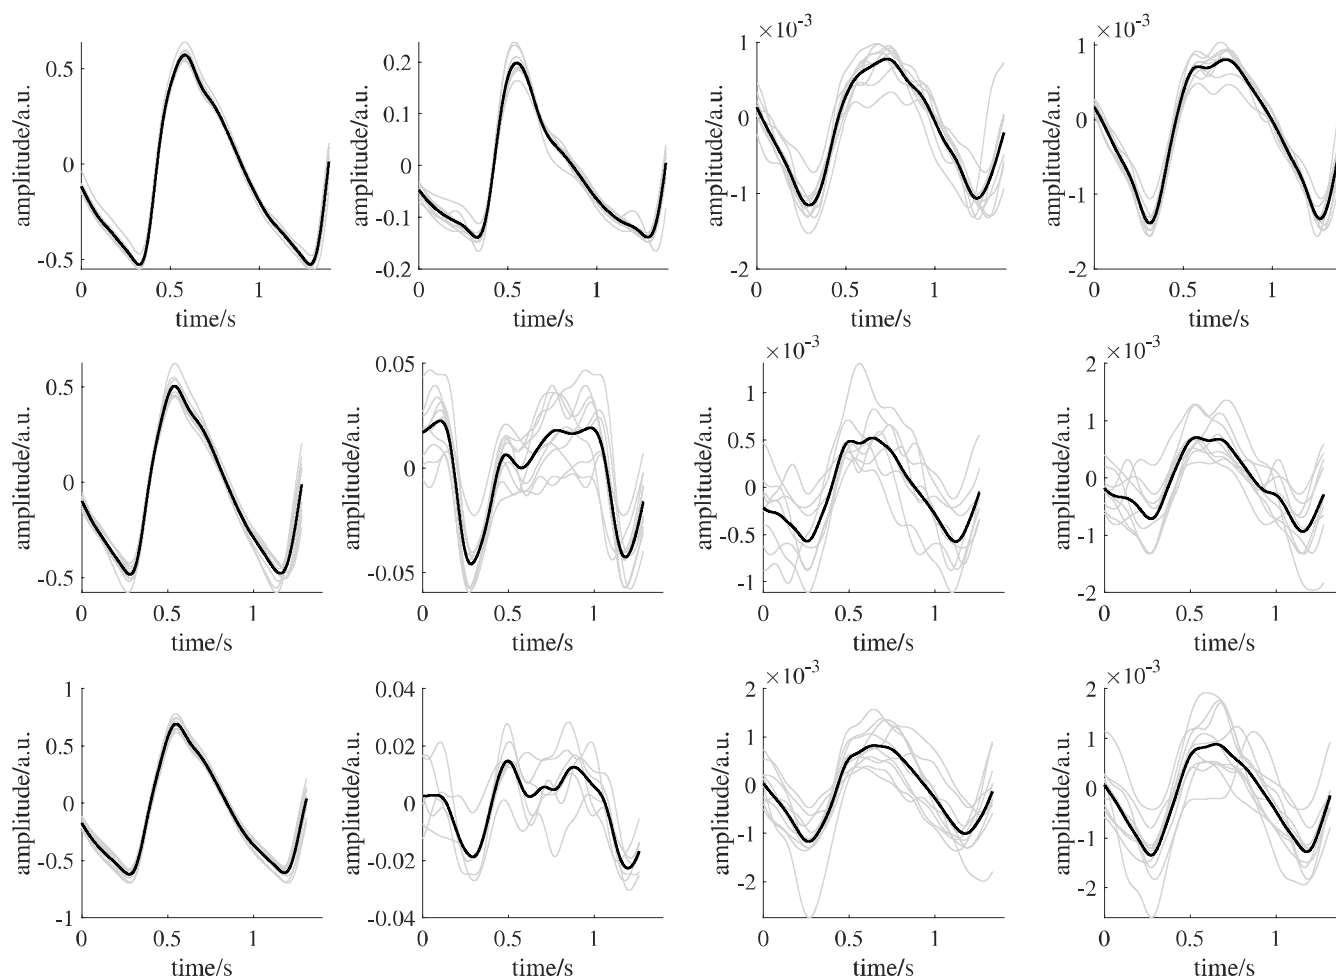 ×10⁻³ ×10⁻³
amplitude/a.u. 0.5 0 -0.5 0 0.5 1 time/s
amplitude/a.u. 0.2 0.1 0 -0.1 -0.2 0 0.5 1 time/s
amplitude/a.u. 1 0 -1 -2 0 0.5 1 time/s
amplitude/a.u. 1 0 -1 -2 0 0.5 1 time/s
×10⁻³ ×10⁻³
amplitude/a.u. 0.5 0 -0.5 0 0.5 1 time/s
amplitude/a.u. 0.05 0 -0.05 0 0.5 1 time/s
amplitude/a.u. 1 0.5 0 -0.5 -1 0 0.5 1 time/s
amplitude/a.u. 2 1 0 -1 -2 0 0.5 1 time/s
×10⁻³ ×10⁻³
amplitude/a.u. 1 0.5 0 -0.5 -1 0 0.5 1 time/s
amplitude/a.u. 0.04 0.02 0 -0.02 -0.04 0 0.5 1 time/s
amplitude/a.u. 2 1 0 -1 -2 0 0.5 1 time/s
amplitude/a.u. 2 1 0 -1 -2 0 0.5 1 time/s